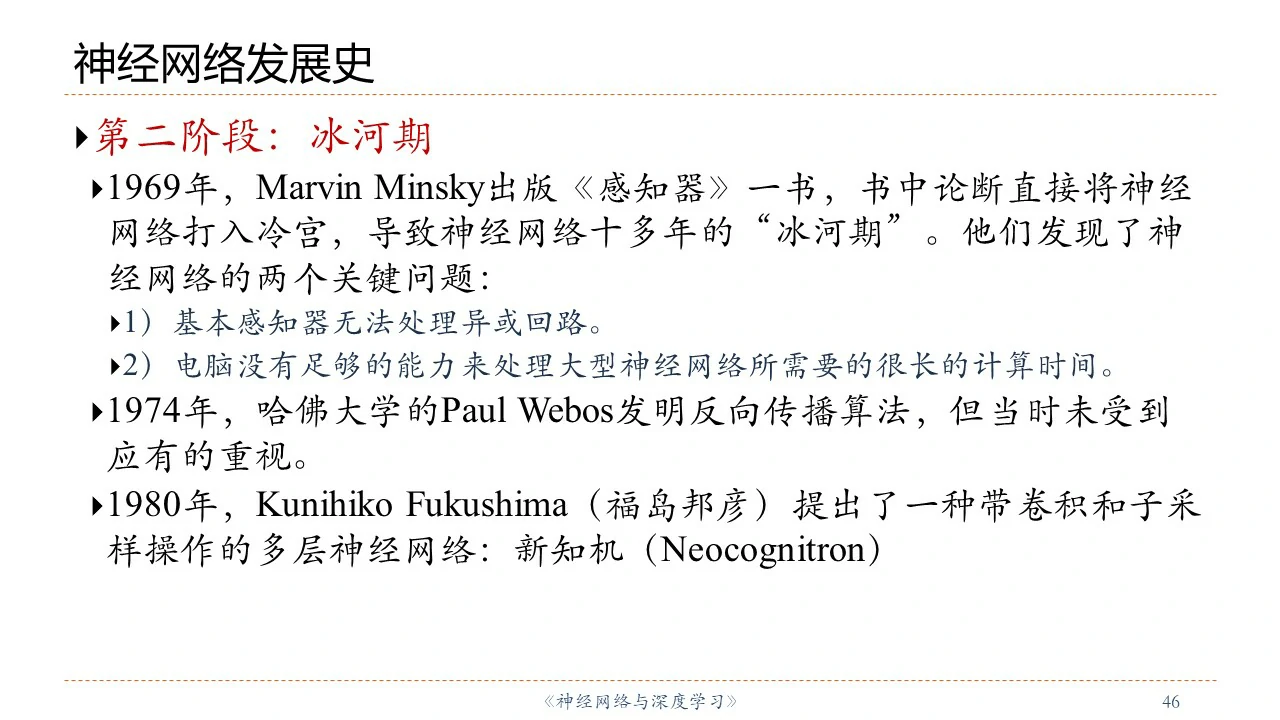 神经网络发展史
第二阶段：冰河期
1969年，Marvin Minsky出版《感知器》一书，书中论断直接将神经
网络打入冷宫，导致神经网络十多年的“冰河期”。他们发现了神
经网络的两个关键问题：
1）基本感知器无法处理异或回路。
2）电脑没有足够的能力来处理大型神经网络所需要的很长的计算时间。
1974年，哈佛大学的Paul Webos发明反向传播算法，但当时未受到
应有的重视。
1980年，Kunihiko Fukushima（福岛邦彦）提出了一种带卷积和子采
样操作的多层神经网络：新知机（Neocognitron）
《神经网络与深度学习》
46